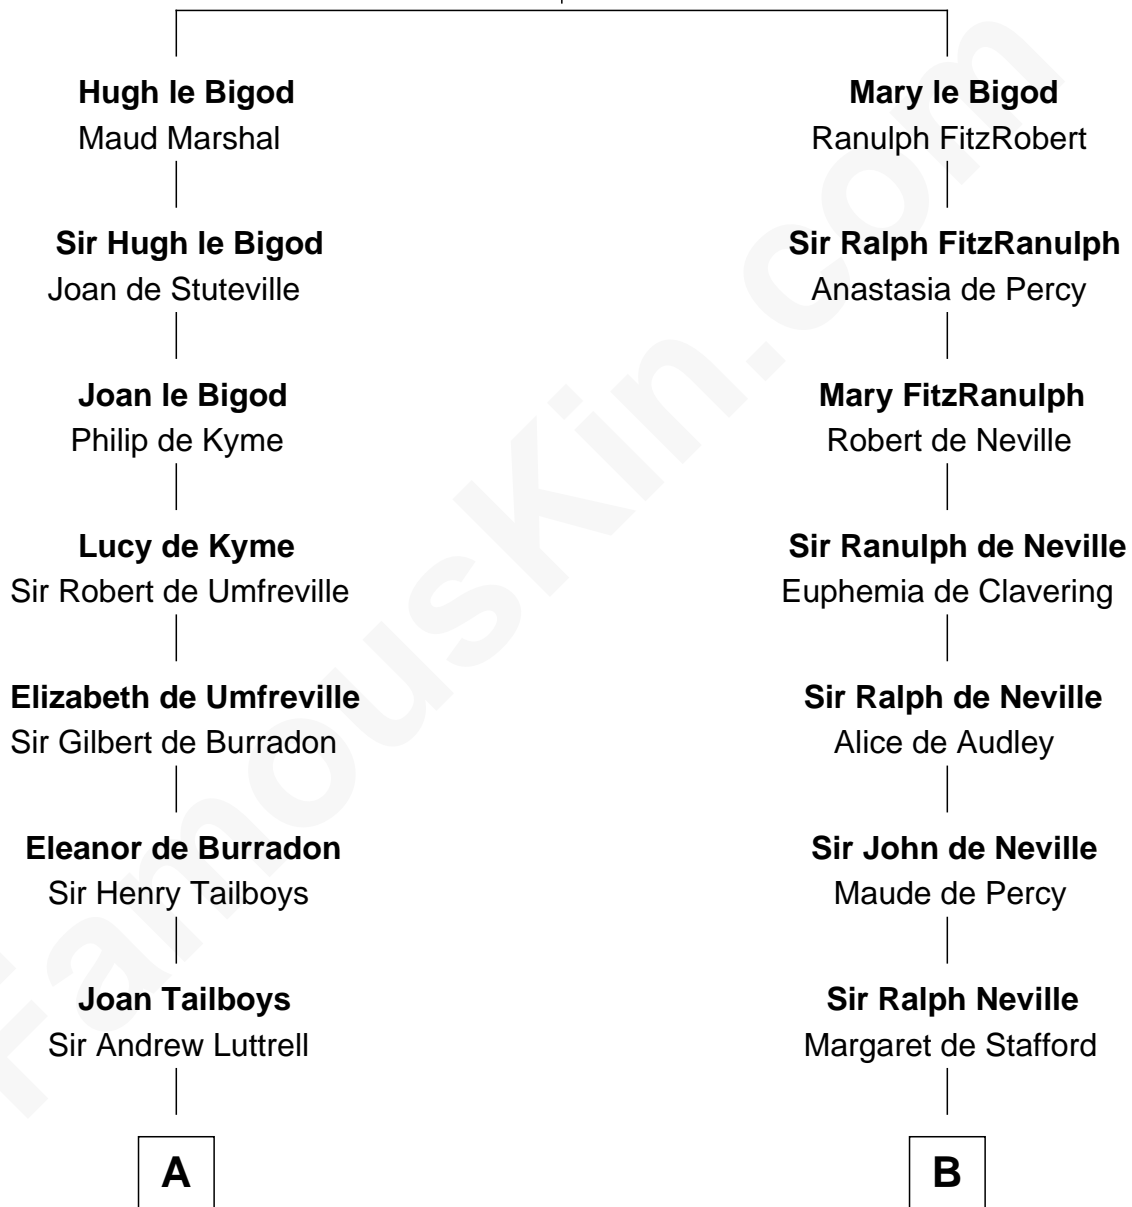 Hugh le Bigod
Maud Marshal
Sir Hugh le Bigod
Joan de Stuteville
Joan le Bigod
Philip de Kyme
Lucy de Kyme
Sir Robert de Umfreville
Elizabeth de Umfreville
Sir Gilbert de Burradon
Eleanor de Burradon
Sir Henry Tailboys
Joan Tailboys
Sir Andrew Luttrell
A
Mary le Bigod
Ranulph FitzRobert
Sir Ralph FitzRanulph
Anastasia de Percy
Mary FitzRanulph
Robert de Neville
Sir Ranulph de Neville
Euphemia de Clavering
Sir Ralph de Neville
Alice de Audley
Sir John de Neville
Maude de Percy
Sir Ralph Neville
Margaret de Stafford
B
FamousKin.com